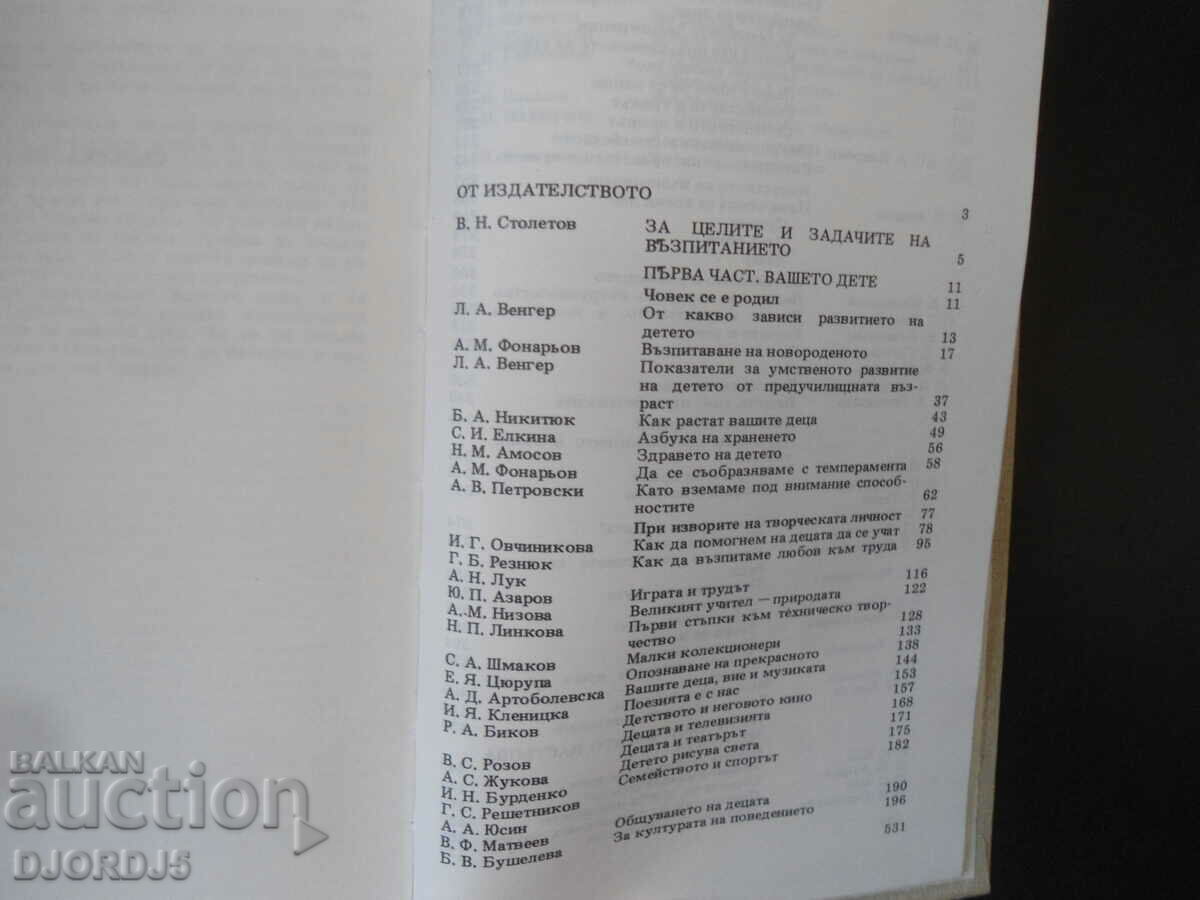 ОТ ИЗДАТЕЛСТВОТО 3
В. Н. Столетов ЗА ЦЕЛИТЕ И ЗАДАЧИТЕ НА
ВЪЗПИТАНИЕТО 5
ПЪРВА ЧАСТ. ВАШЕТО ДЕТЕ 11
Човек се е родил 11
Л. А. Венгер От какво зависи развитието на
детето 13
А. М. Фонарьов Възпитаване на новороденото 17
Л. А. Венгер Показатели за умственото развитие
на детето от предучилищната въз-
раст 37
Б. А. Никитюк Как растат вашите деца 43
С. И. Елкина Азбука на храненето 49
Н. М. Амосов Здравето на детето 56
А. М. Фонарьов Да се съобразяваме с темперамента 58
А. В. Петровски Като вземаме под внимание способ-
ностите 62
При изворите на творческата личност 77
И. Г. Овчиникова Как да помогнем на децата да се учат 78
Г. Б. Резнюк Как да възпитаме любов към труда 95
А. Н. Лук
Ю. П. Азаров Играта и трудът 116
А. М. Низова Великият учител — природата 122
Н. П. Линкова Първи стъпки към техническо твор-
чество 128
С. А. Шмаков Малки колекционери 133
Е. Я. Цюрупа Опознаване на прекрасното 138
А. Д. Артоболевска Вашите деца, вие и музиката 144
И. Я. Кленицка Поезията е с нас 153
Р. А. Биков Детството и неговото кино 157
Децата и телевизията 168
В. С. Розов Децата и театърът 171
А. С. Жукова Детето рисува света 175
И. Н. Бурденко Семейството и спортът 182
Г. С. Решетников
А. А. Юсин Общуването на децата 190
В. Ф. Матвеев За културата на поведението 196
Б. В. Бушелева 531
BALKAN
auction
DJORDJ5